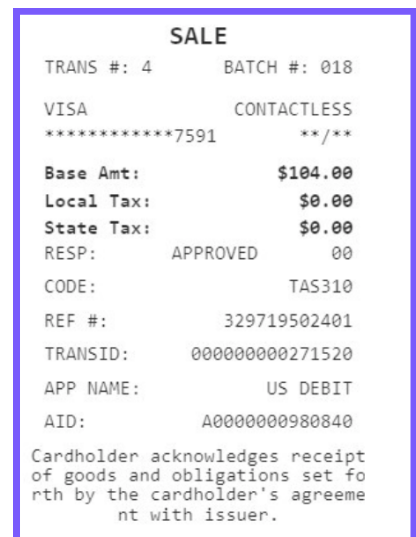 SALE
TRANS #: 4 BATCH #: 018
VISA CONTACTLESS
************7591 **/**
Base Amt: $104.00
Local Tax: $0.00
State Tax: $0.00
RESP: APPROVED 00
CODE: TAS310
REF #: 329719502401
TRANSID: 000000000271520
APP NAME: US DEBIT
AID: A0000000980840
Cardholder acknowledges receipt
of goods and obligations set fo
rth by the cardholder's agreeme
nt with issuer.